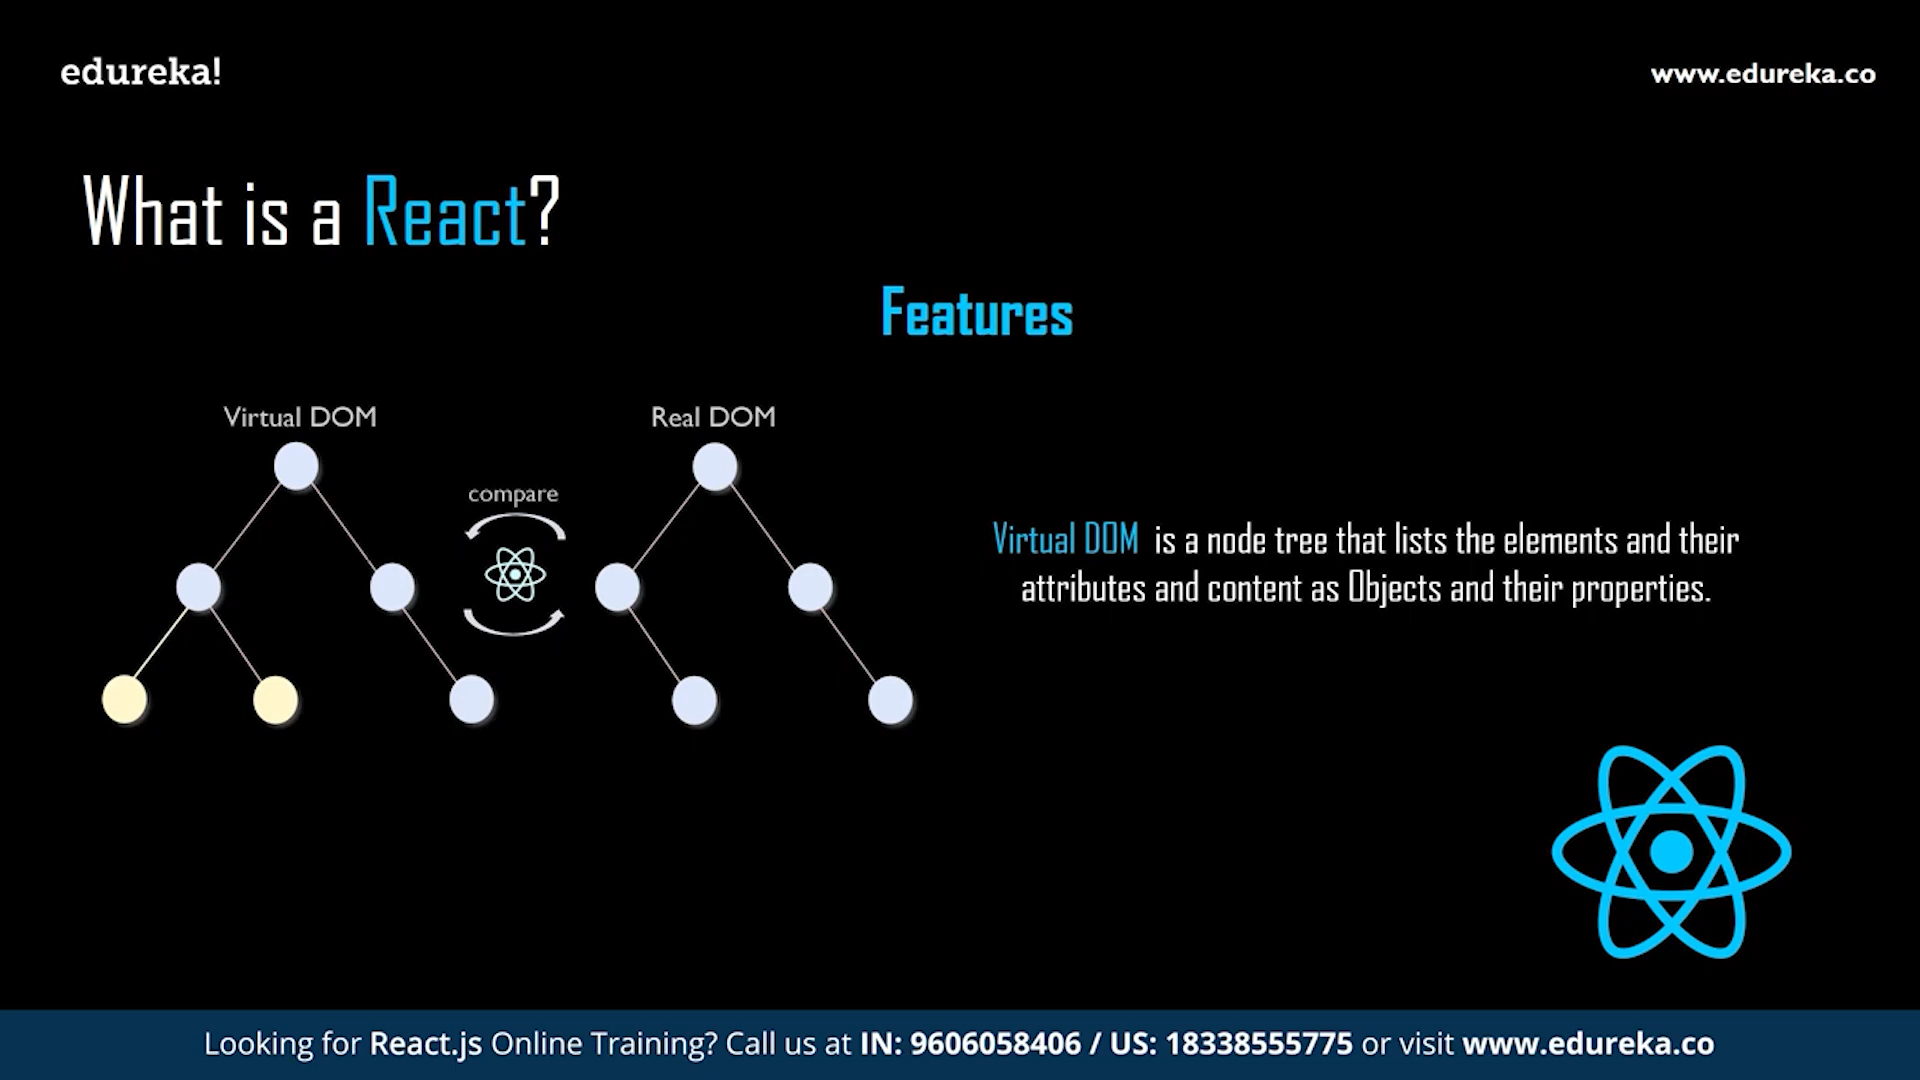 edureka!
www.edureka.co
What is a React?
Features
Virtual DOM
Real DOM
compare
Virtual DOM is a node tree that lists the elements and their
attributes and content as Objects and their properties.
Looking for React.js Online Training? Call us at IN: 9606058406 / US: 18338555775 or visit www.edureka.co